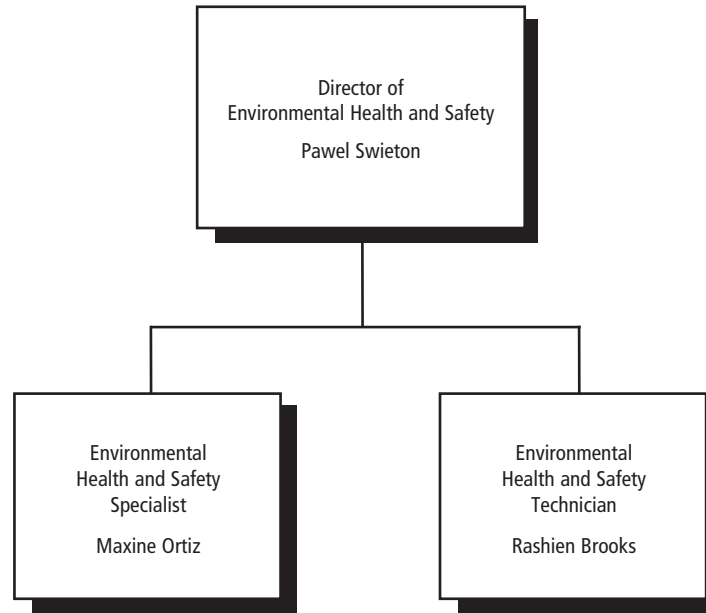 Director of
Environmental Health and Safety
Pawel Swieton
Environmental
Health and Safety
Specialist
Maxine Ortiz
Environmental
Health and Safety
Technician
Rashien Brooks